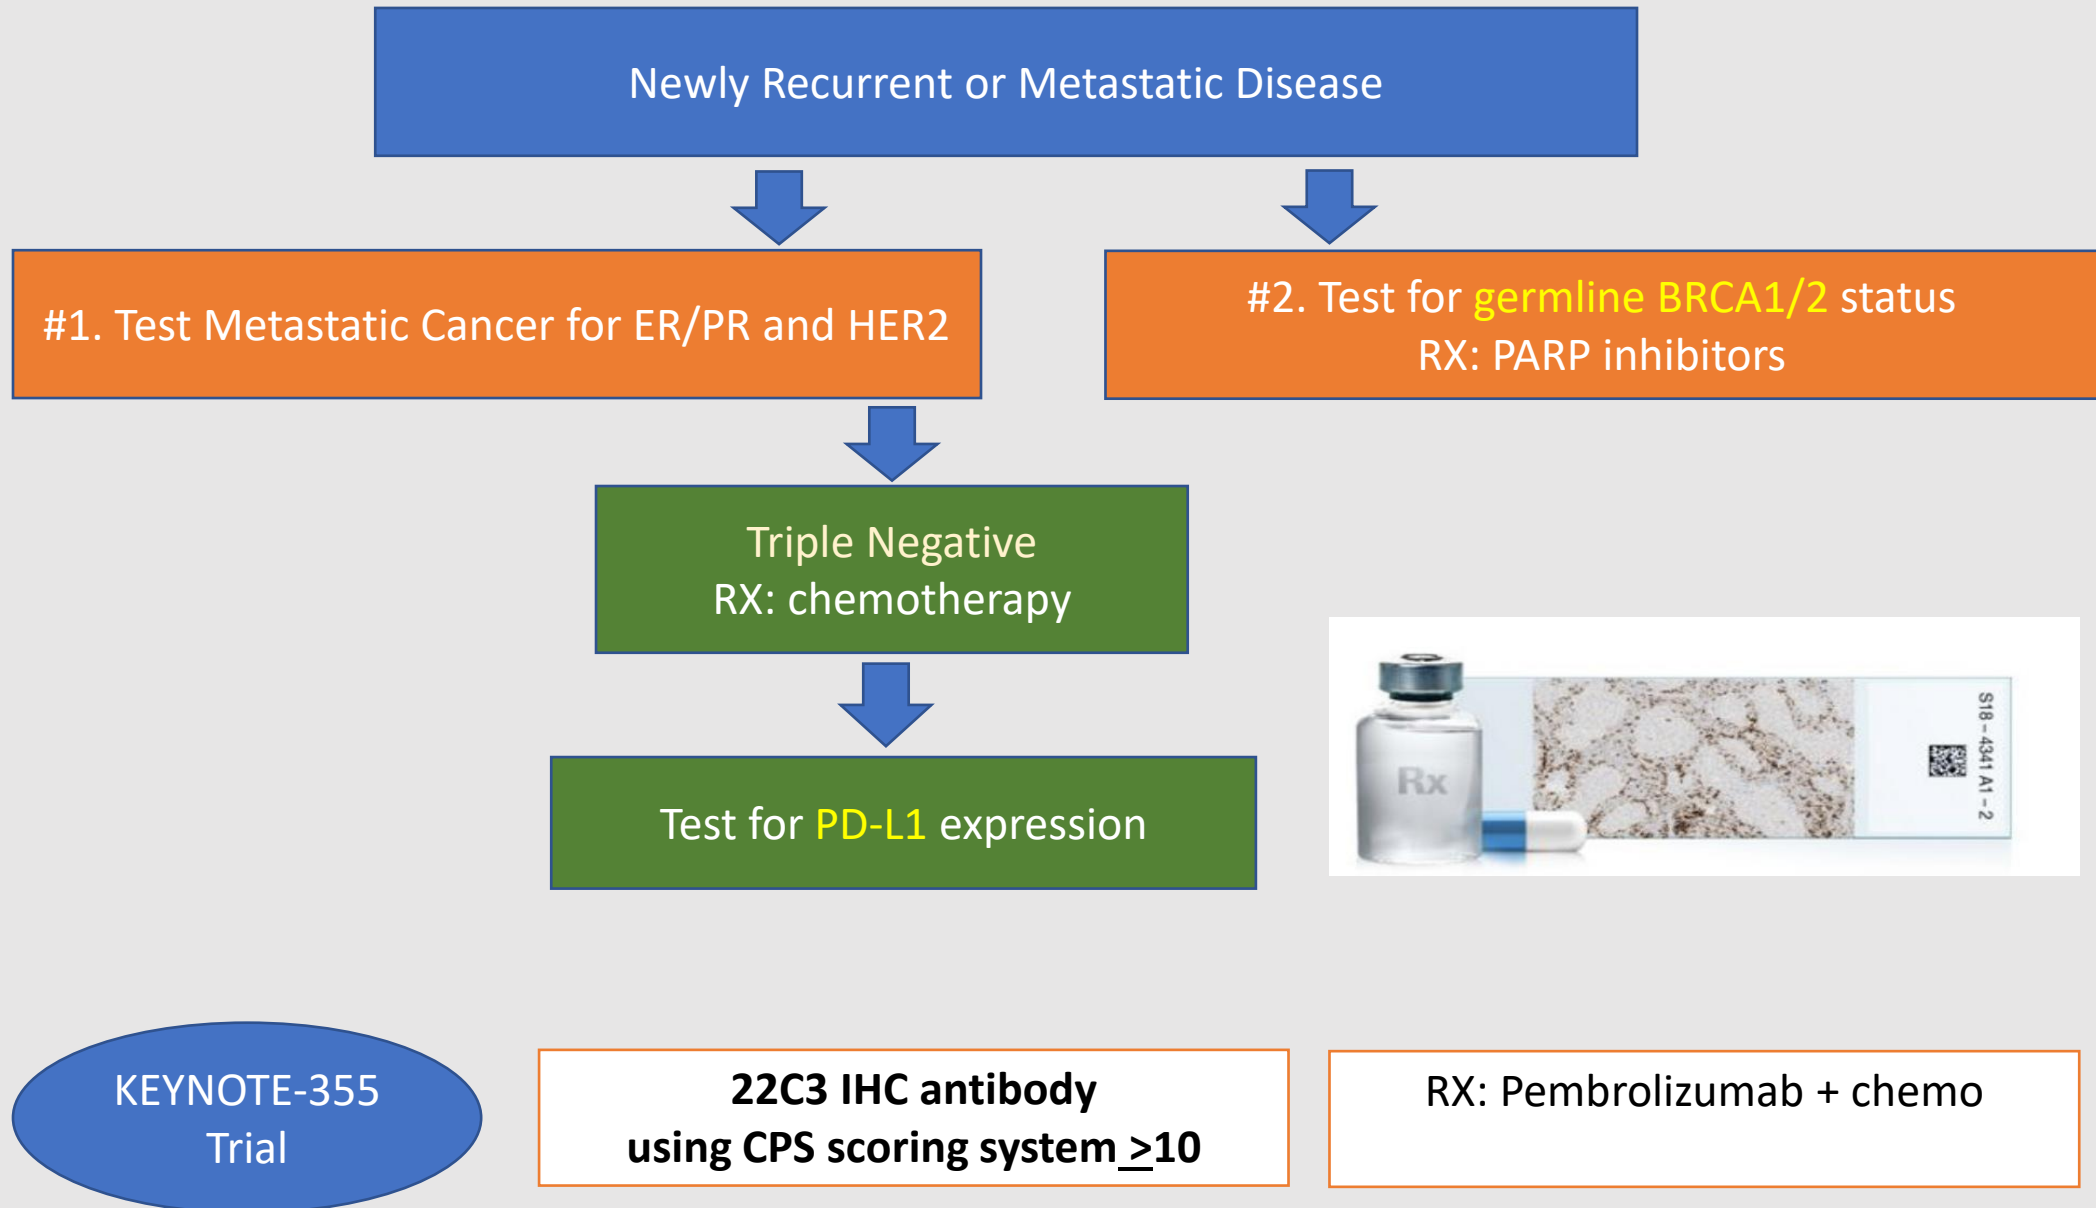 Newly Recurrent or Metastatic Disease
#1. Test Metastatic Cancer for ER/PR and HER2
#2. Test for germline BRCA1/2 status
RX: PARP inhibitors
Triple Negative
RX: chemotherapy
Test for PD-L1 expression
Rx
S18-4341 A1-2
KEYNOTE-355
Trial
22C3 IHC antibody
using CPS scoring system >10
RX: Pembrolizumab + chemo